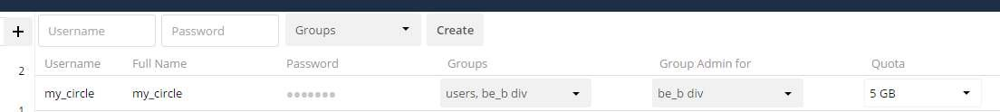 + Username Password Groups Create
Username Full Name Password Groups Group Admin for Quota
2
my_circle my_circle ●●●●●●● users, be_b div be_b div 5 GB
1